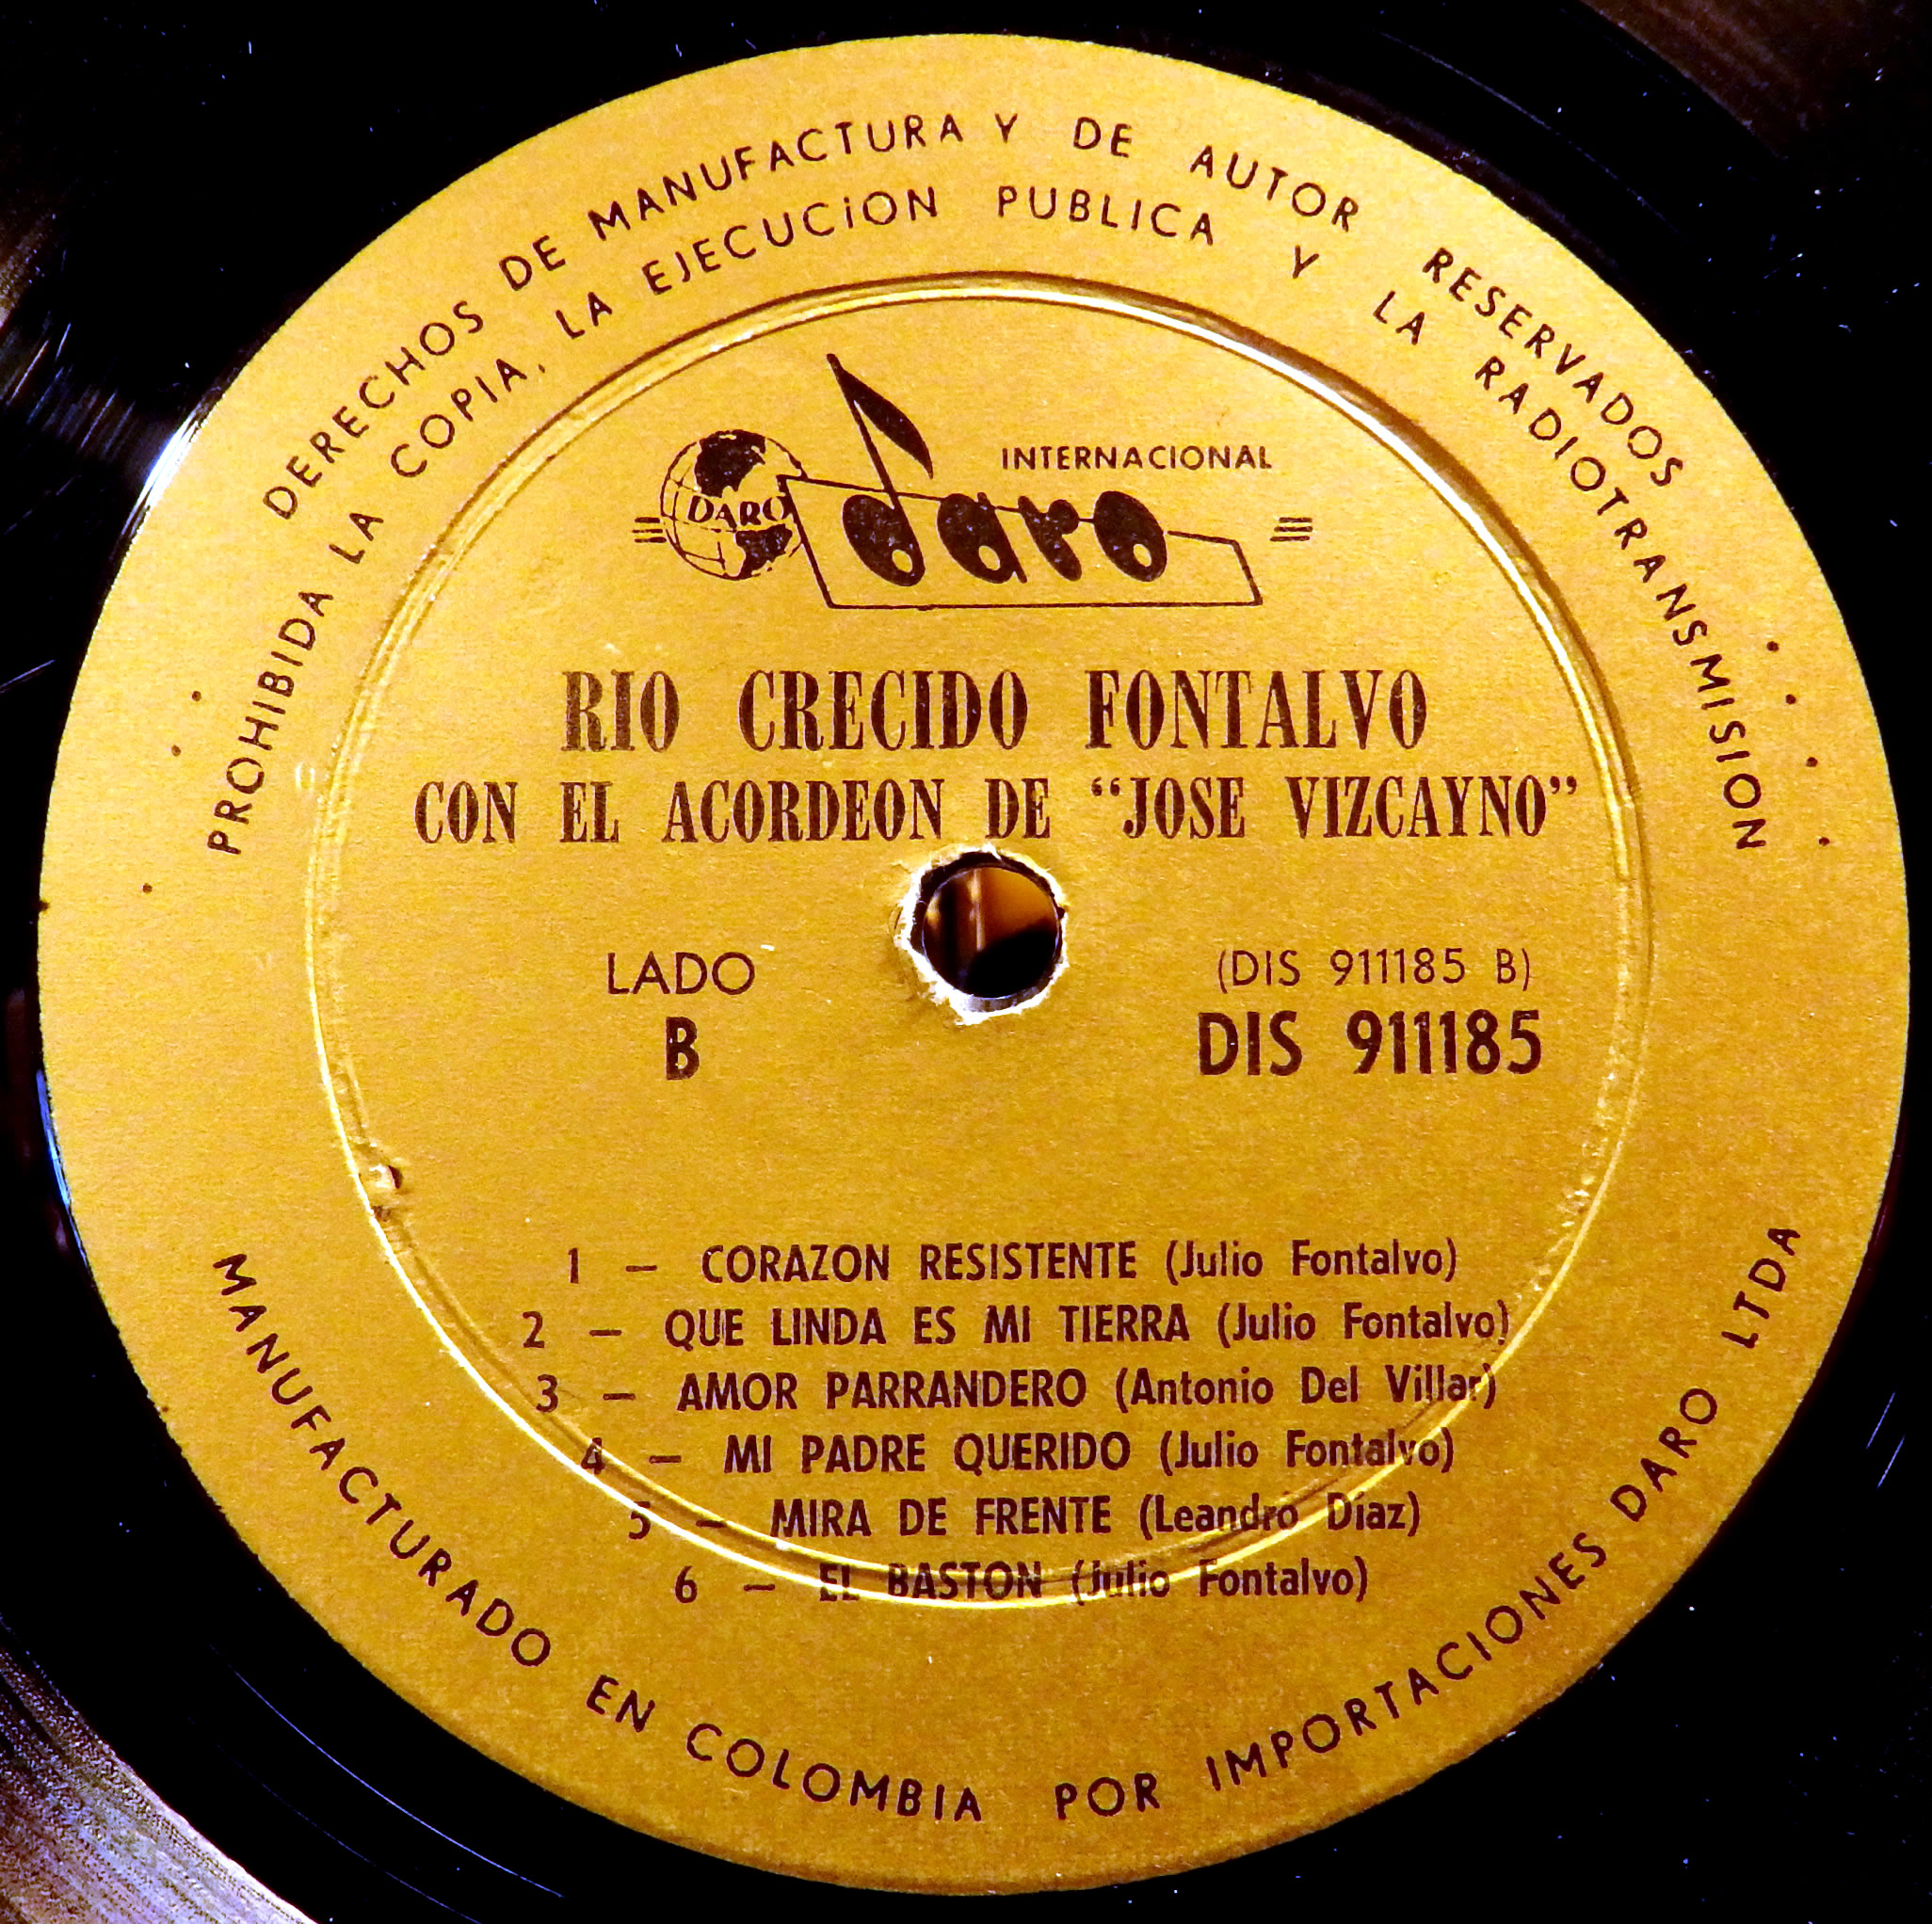 DERECHOS DE MANUFACTURA Y DE AUTOR RESERVADOS
PROHIBIDA LA COPIA, LA EJECUCiON PUBLICA Y LA RADIOTRANSMISION
INTERNACIONAL
DARO
daro
RIO CRECIDO FONTALVO
CON EL ACORDEON DE “JOSE VIZCAYNO”
LADO
B
(DIS 911185 B)
DIS 911185
1 – CORAZON RESISTENTE (Julio Fontalvo)
2 – QUE LINDA ES MI TIERRA (Julio Fontalvo)
3 – AMOR PARRANDERO (Antonio Del Villar)
4 – MI PADRE QUERIDO (Julio Fontalvo)
5 – MIRA DE FRENTE (Leandro Díaz)
6 – EL BASTON (Julio Fontalvo)
MANUFACTURADO EN COLOMBIA POR IMPORTACIONES DARO LTDA